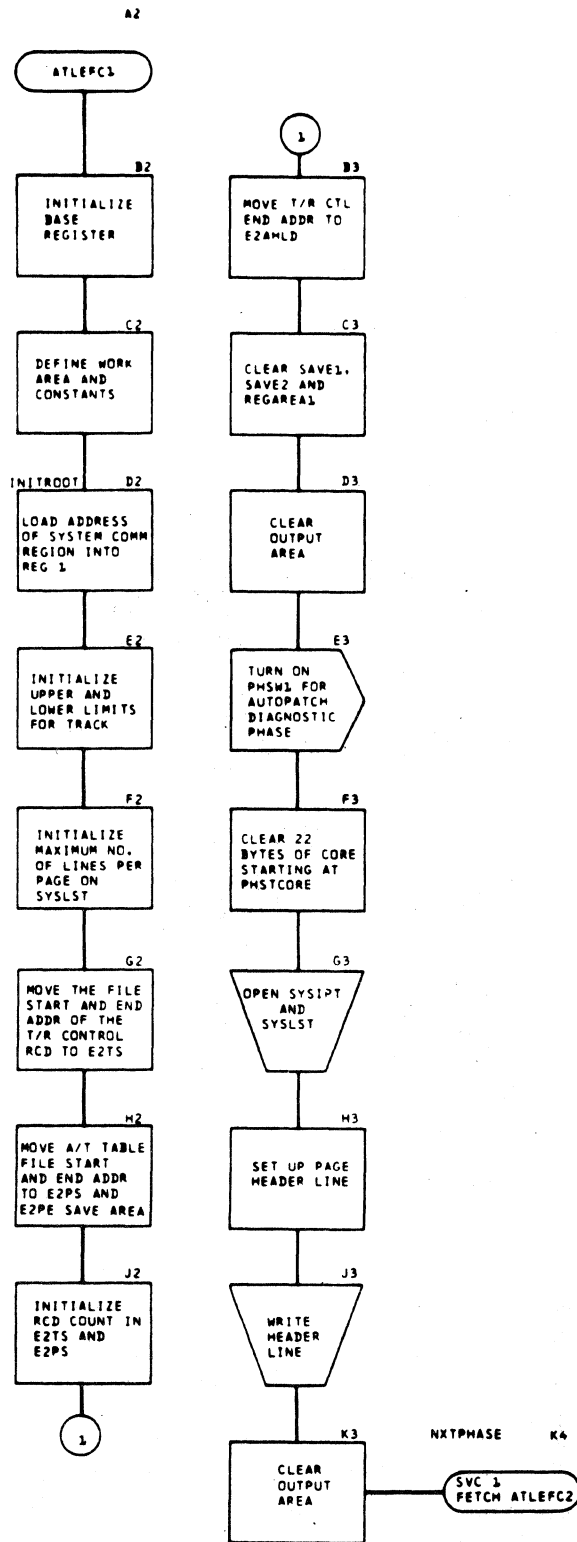 A2
ATLEFC1
B2
INITIALIZE
BASE
REGISTER
C2
DEFINE WORK
AREA AND
CONSTANTS
INITROOT D2
LOAD ADDRESS
OF SYSTEM COMM
REGION INTO
REG 1
E2
INITIALIZE
UPPER AND
LOWER LIMITS
FOR TRACK
F2
INITIALIZE
MAXIMUM NO.
OF LINES PER
PAGE ON
SYSLST
G2
MOVE THE FILE
START AND END
ADDR OF THE
T/R CONTROL
RCD TO E2TS
H2
MOVE A/T TABLE
FILE START
AND END ADDR
TO E2PS AND
E2PE SAVE AREA
J2
INITIALIZE
RCD COUNT IN
E2TS AND
E2PS
1
1
B3
MOVE T/R CTL
END ADDR TO
E2AHLD
C3
CLEAR SAVE1,
SAVE2 AND
REGAREA1
D3
CLEAR
OUTPUT
AREA
E3
TURN ON
PHSW1 FOR
AUTOPATCH
DIAGNOSTIC
PHASE
F3
CLEAR 22
BYTES OF CORE
STARTING AT
PHSTCORE
G3
OPEN SYSIPT
AND
SYSLST
H3
SET UP PAGE
HEADER LINE
J3
WRITE
HEADER
LINE
K3
CLEAR
OUTPUT
AREA
NXTPHASE K4
SVC 1
FETCH ATLEFC2